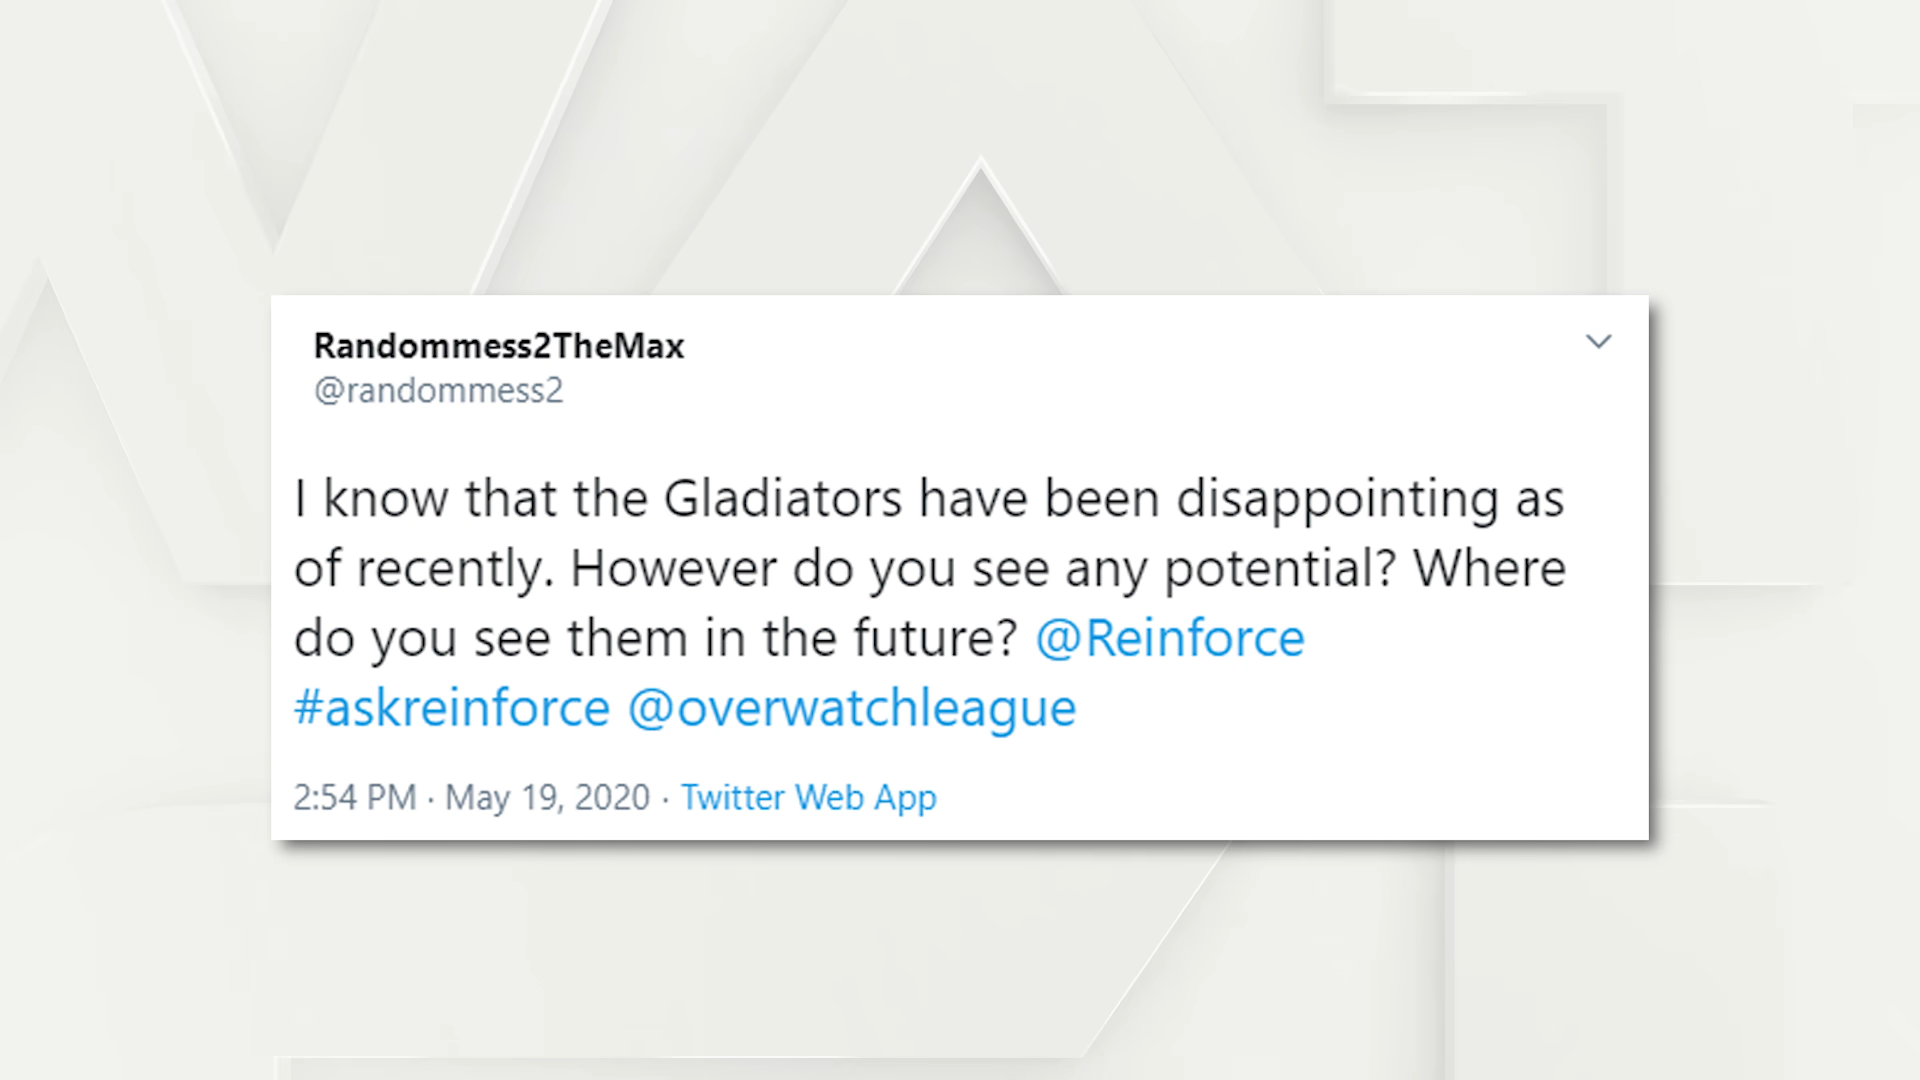 Randommess2TheMax
@randommess2
I know that the Gladiators have been disappointing as
of recently. However do you see any potential? Where
do you see them in the future? @Reinforce
#askreinforce @overwatchleague
2:54 PM · May 19, 2020 · Twitter Web App